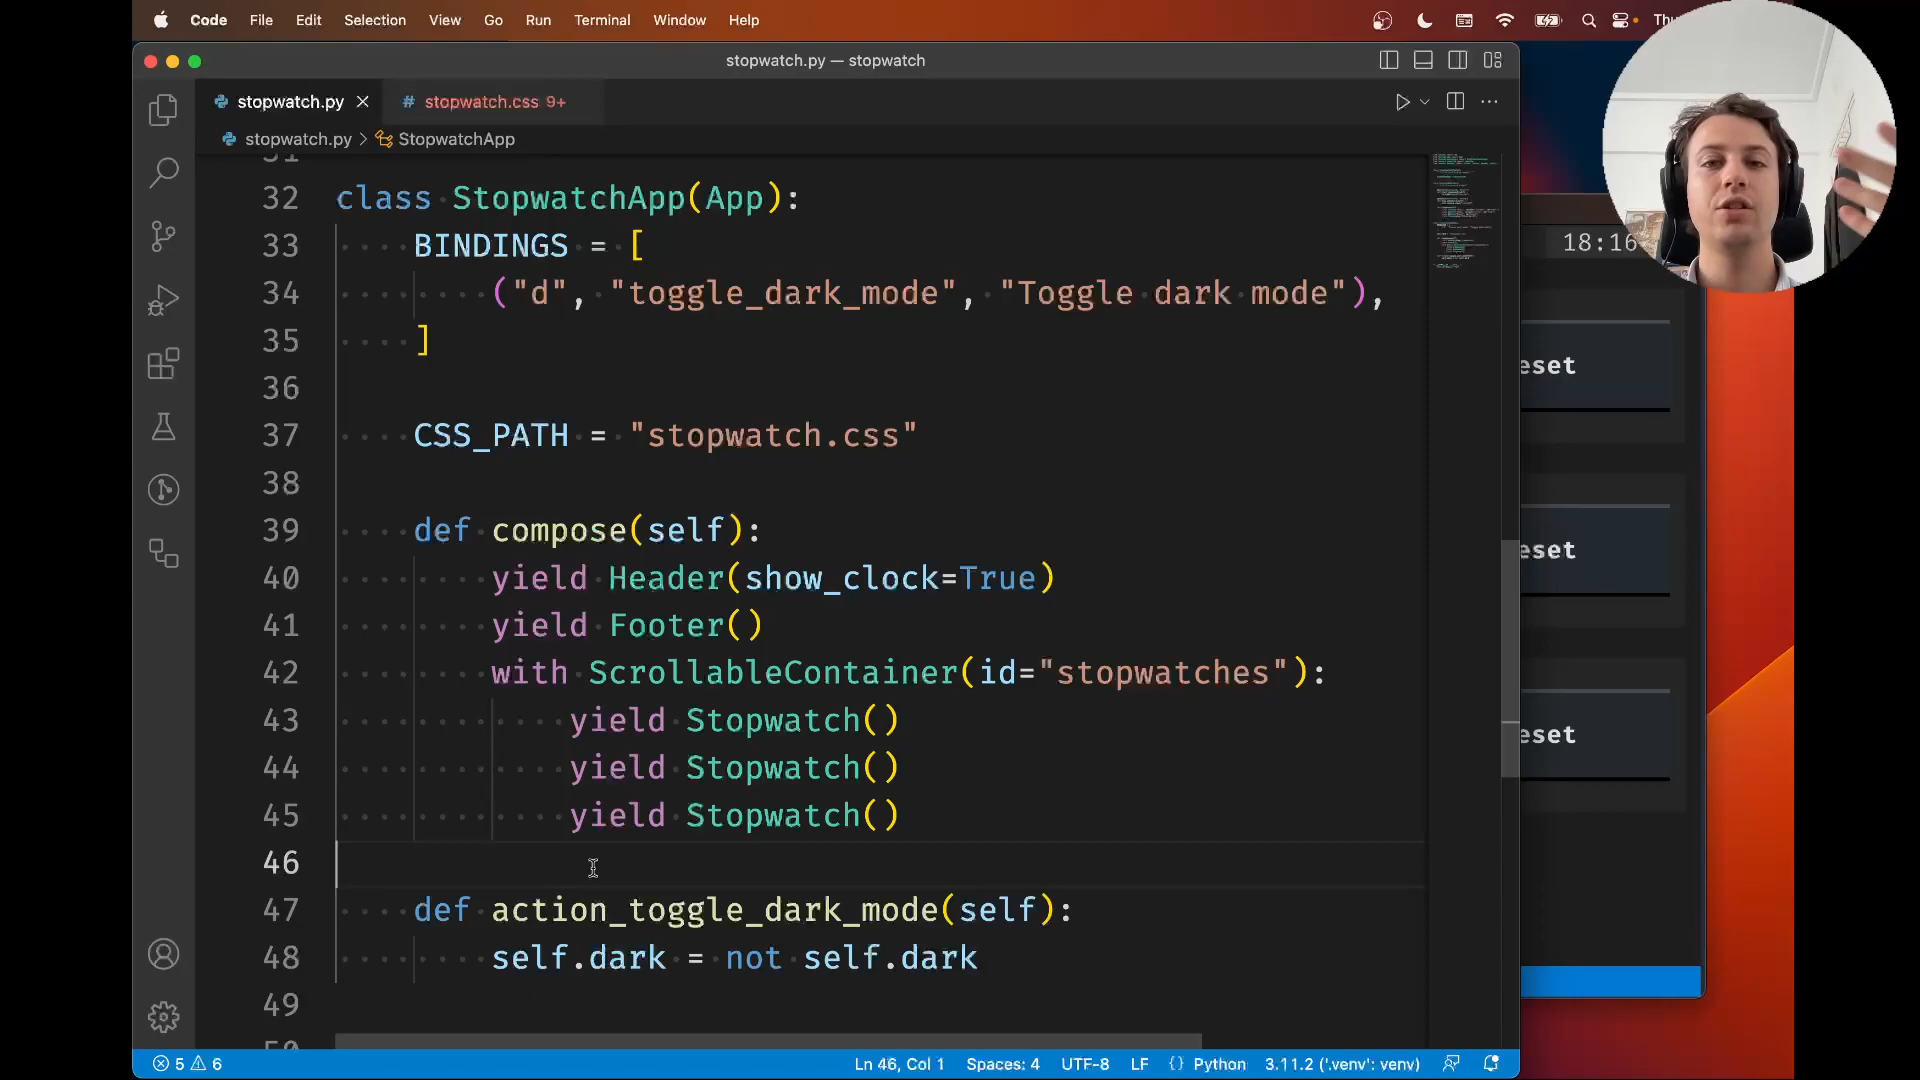 Code File Edit Selection View Go Run Terminal Window Help
stopwatch.py — stopwatch
stopwatch.py
# stopwatch.css 9+
stopwatch.py > StopwatchApp
31
32 class StopwatchApp(App):
33 BINDINGS = [
34 ("d", "toggle_dark_mode", "Toggle dark mode"),
35 ]
36
37 CSS_PATH = "stopwatch.css"
38
39 def compose(self):
40 yield Header(show_clock=True)
41 yield Footer()
42 with ScrollableContainer(id="stopwatches"):
43 yield Stopwatch()
44 yield Stopwatch()
45 yield Stopwatch()
46
47 def action_toggle_dark_mode(self):
48 self.dark = not self.dark
49
50
18:16
eset
eset
eset
5 6 Ln 46, Col 1 Spaces: 4 UTF-8 LF {} Python 3.11.2 ('.venv': venv)